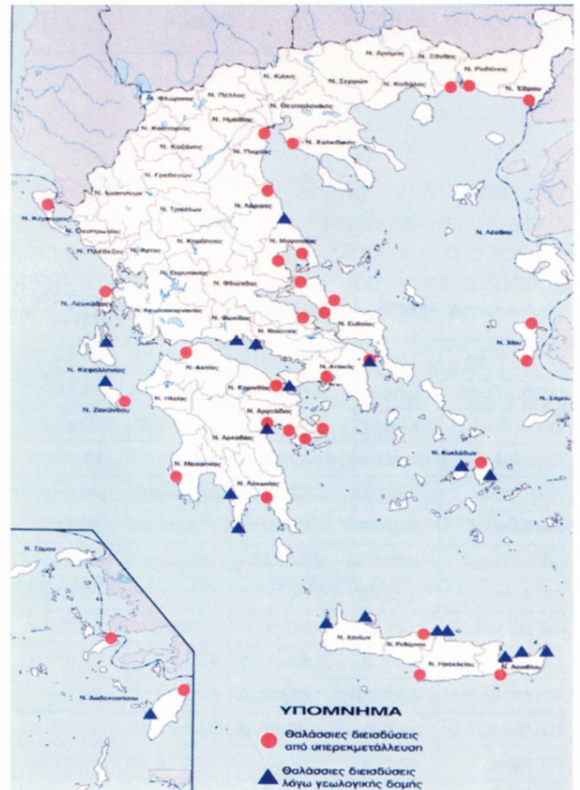 Ν. Δράμας
Ν. Ξάνθης
Ν. Ροδόπης
Ν. Έβρου
Ν. Κιλκίς
Ν. Σερρών
Ν. Καβάλας
Ν. Φλώρινας
Ν. Πέλλας
Ν. Θεσσαλονίκης
Ν. Ημαθίας
Ν. Καστοριάς
Ν. Κοζάνης
Ν. Πιερίας
Ν. Χαλκιδικής
Ν. Γρεβενών
Ν. Ιωαννίνων
Ν. Λάρισας
Ν. Κέρκυρας
Ν. Τρικάλων
Ν. Θεσπρωτίας
Ν. Λέσβου
Ν. Καρδίτσας
Ν. Μαγνησίας
Ν. Πρέβεζας
Ν. Άρτας
Ν. Ευρυτανίας
Ν. Φθιώτιδας
Ν. Λευκάδας
Ν. Αιτωλοακαρνανίας
Ν. Φωκίδας
Ν. Ευβοίας
Ν. Βοιωτίας
Ν. Χίου
Ν. Κεφαλληνίας
Ν. Αχαΐας
Ν. Αττικής
Ν. Κορινθίας
Ν. Ζακύνθου
Ν. Ηλείας
Ν. Αργολίδας
Ν. Σάμου
Ν. Αρκαδίας
Ν. Κυκλάδων
Ν. Μεσσηνίας
Ν. Λακωνίας
Ν. Σάμου
Ν. Χανίων
Ν. Ρεθύμνης
Ν. Ηρακλείου
Ν. Λασιθίου
Ν. Δωδεκανήσου
ΥΠΟΜΝΗΜΑ
Θαλάσσιες διεισδύσεις
από υπερεκμετάλλευση
Θαλάσσιες διεισδύσεις
λόγω γεωλογικής δομής